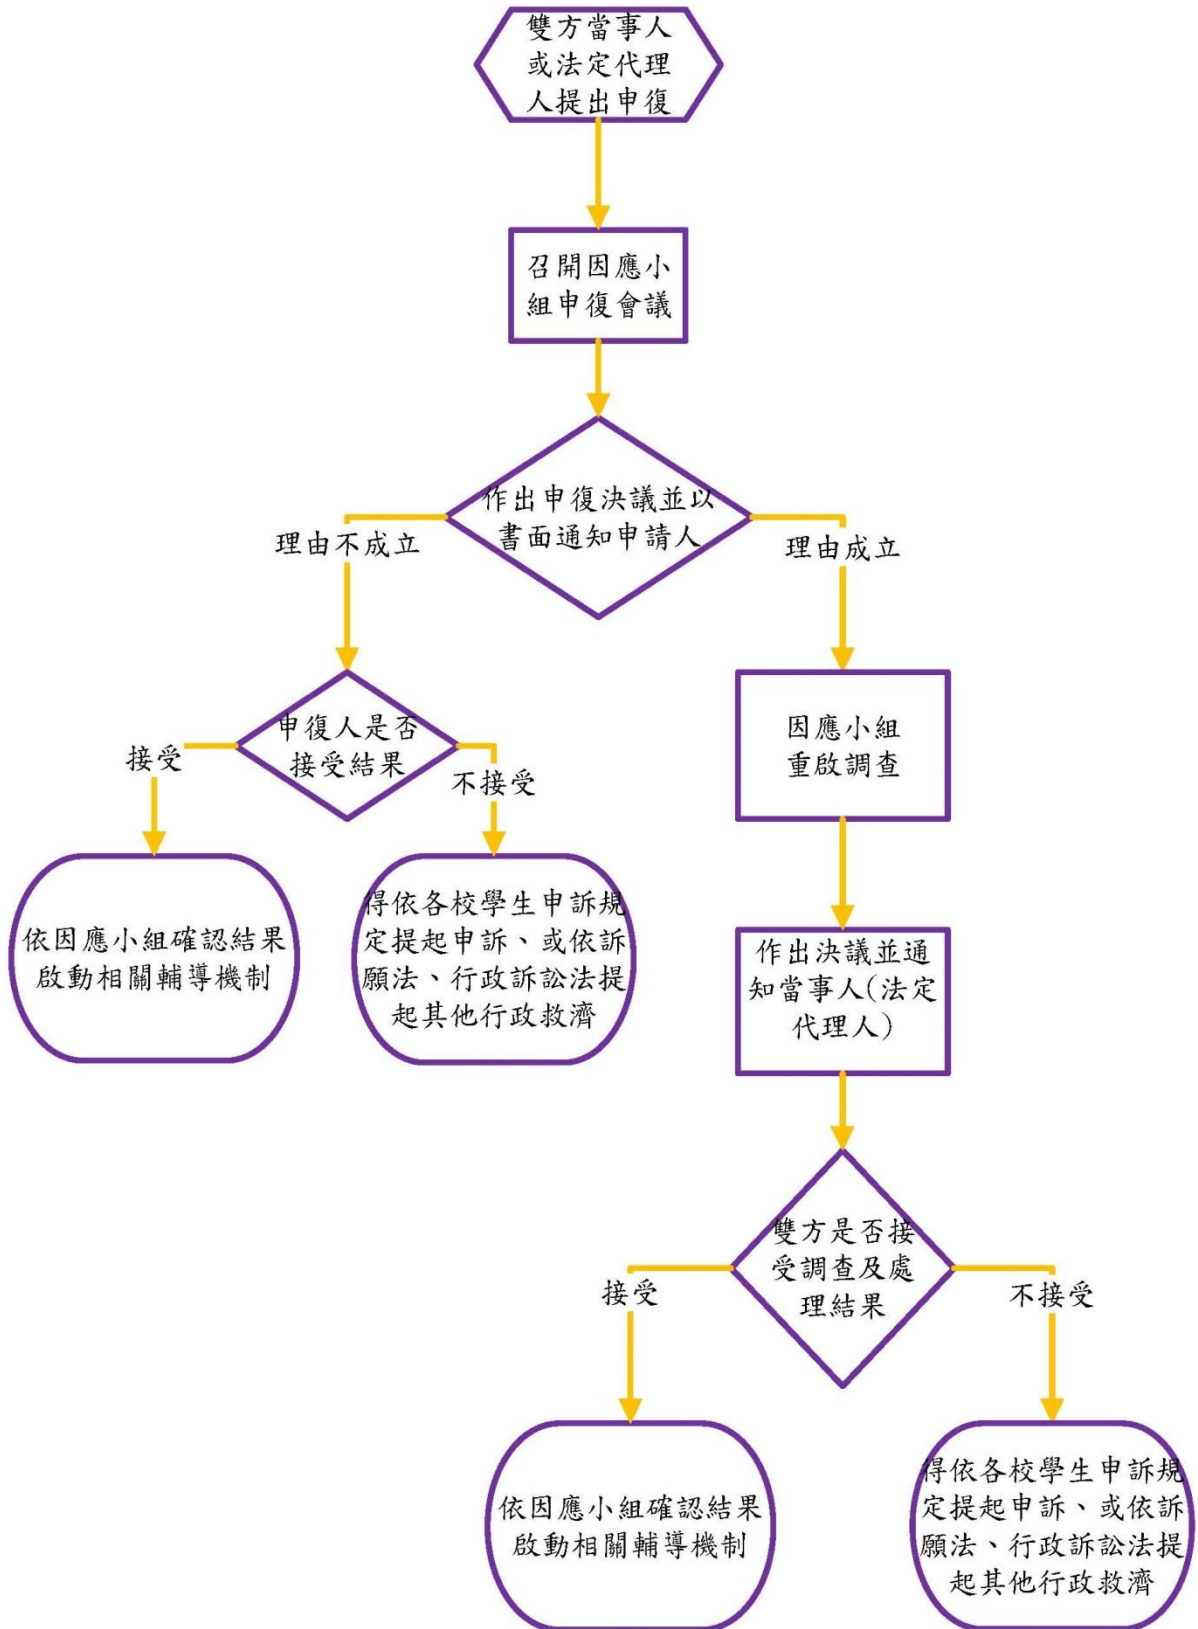 雙方當事人
或法定代理
人提出申復
召開因應小
組申復會議
作出申復決議並以
書面通知申請人
理由不成立
理由成立
申復人是否
接受結果
接受
不接受
因應小組
重啟調查
依因應小組確認結果
啟動相關輔導機制
得依各校學生申訴規
定提起申訴、或依訴
願法、行政訴訟法提
起其他行政救濟
作出決議並通
知當事人(法定
代理人)
雙方是否接
受調查及處
理結果
接受
不接受
依因應小組確認結果
啟動相關輔導機制
得依各校學生申訴規
定提起申訴、或依訴
願法、行政訴訟法提
起其他行政救濟